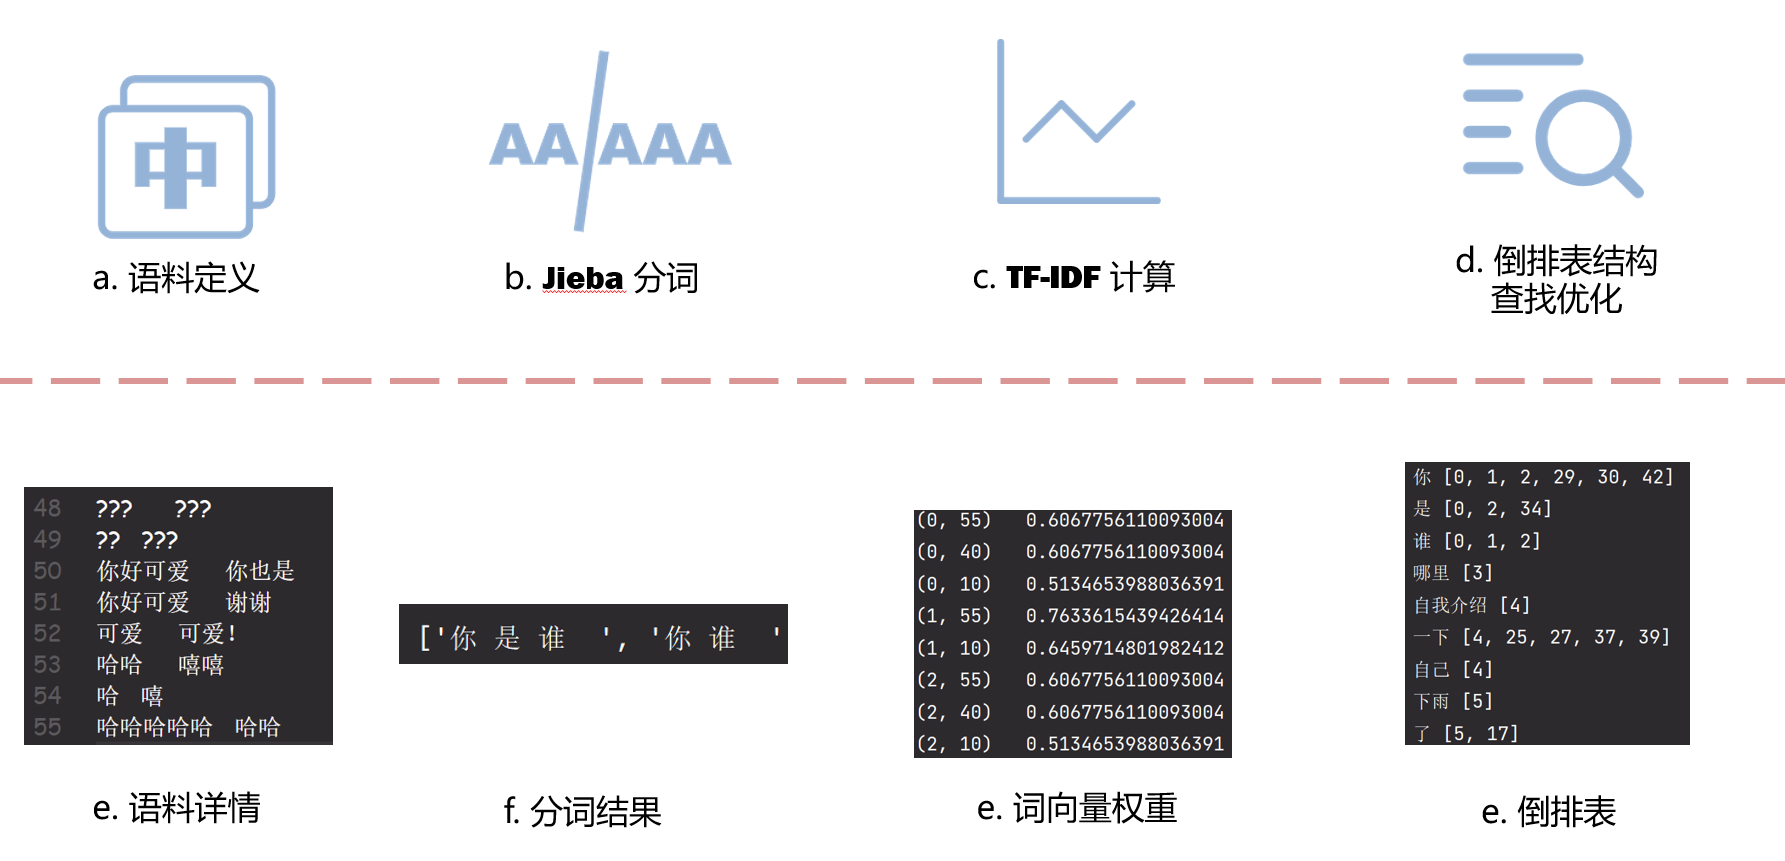 中
AA/AAA
a. 语料定义
b. Jieba 分词
c. TF-IDF 计算
d. 倒排表结构
查找优化
48 ??? ???
49 ?? ???
50 你好可爱 你也是
51 你好可爱 谢谢
52 可爱 可爱!
53 哈哈 嘻嘻
54 哈 嘻
55 哈哈哈哈哈 哈哈
['你 是 谁 ', '你 谁 '
(0, 55) 0.6067756110093004
(0, 40) 0.6067756110093004
(0, 10) 0.5134653988036391
(1, 55) 0.7633615439426414
(1, 10) 0.6459714801982412
(2, 55) 0.6067756110093004
(2, 40) 0.6067756110093004
(2, 10) 0.5134653988036391
你 [0, 1, 2, 29, 30, 42]
是 [0, 2, 34]
谁 [0, 1, 2]
哪里 [3]
自我介绍 [4]
一下 [4, 25, 27, 37, 39]
自己 [4]
下雨 [5]
了 [5, 17]
e. 语料详情
f. 分词结果
e. 词向量权重
e. 倒排表